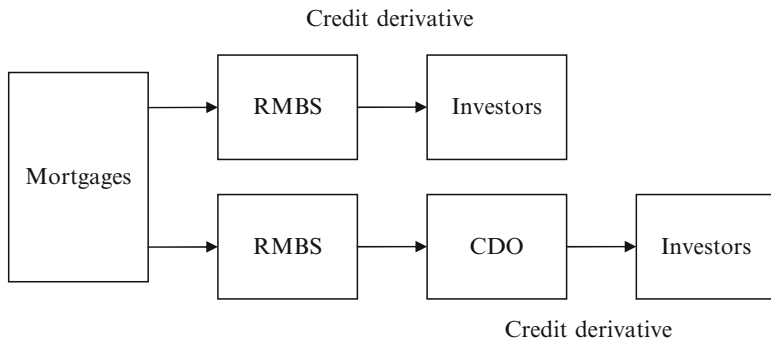 Credit derivative
RMBS
Investors
Mortgages
RMBS
CDO
Investors
Credit derivative